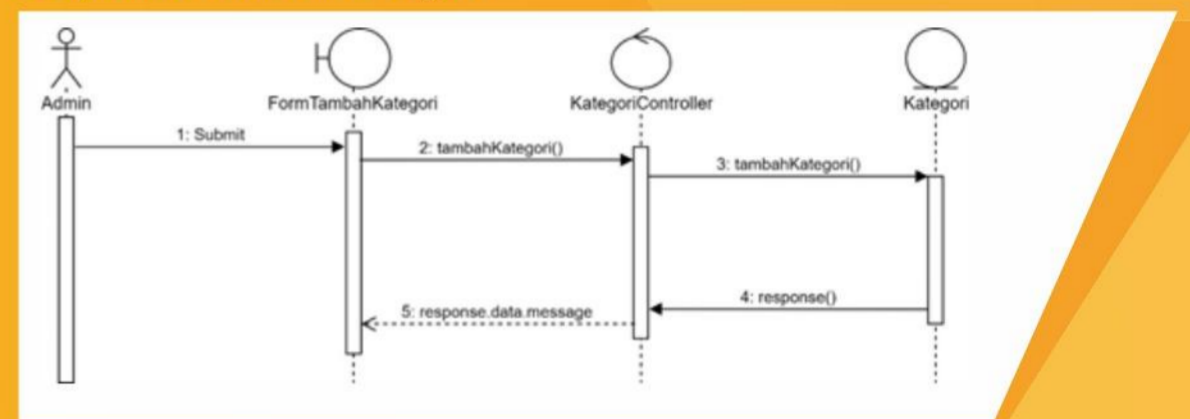 Admin
FormTambahKategori
KategoriController
Kategori
1: Submit
2: tambahKategori()
3: tambahKategori()
4: response()
5: response.data.message